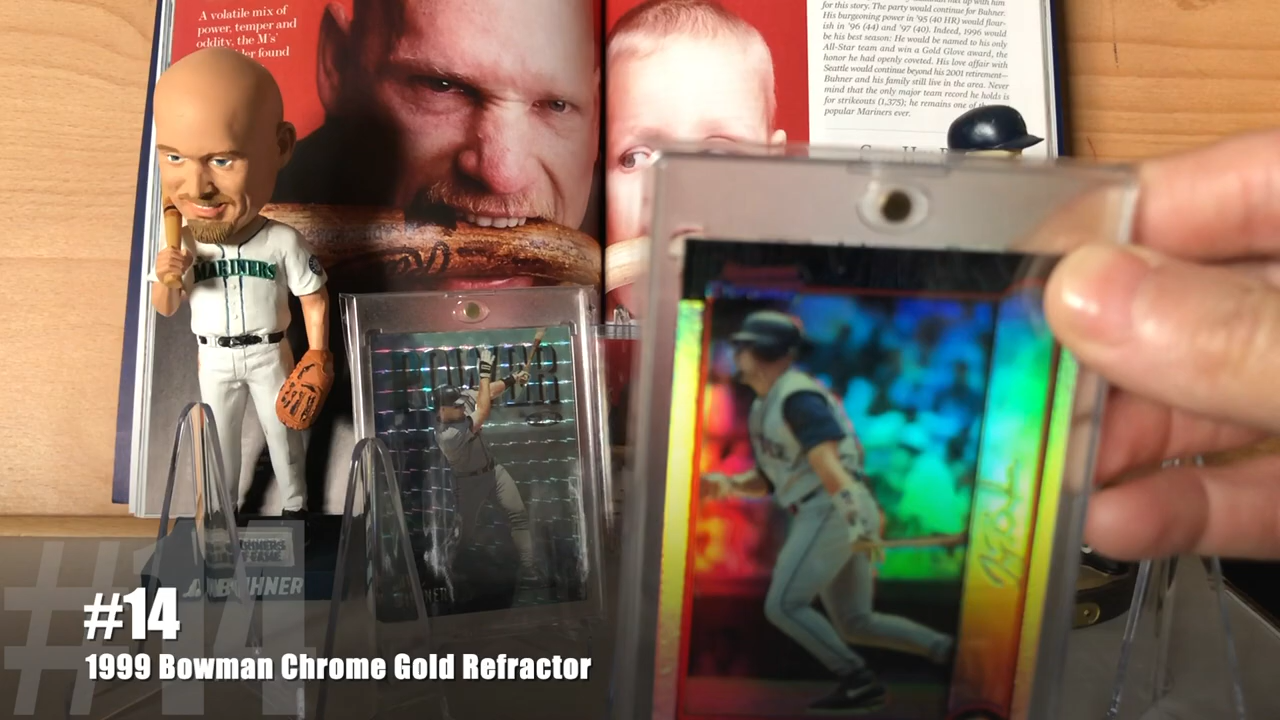 A volatile mix of
power, temper and
oddity, the M's'
found
for this story. The party would continue for Buhner.
His burgeoning power in '95 (40 HR) would flour-
ish in '96 (44) and '97 (40). Indeed, 1996 would
be his best season: He would be named to his only
All-Star team and win a Gold Glove award, the
honor he had openly coveted. His love affair with
Seattle would continue beyond his 2001 retirement—
Buhner and his family still live in the area. Never
mind that the only major team record he holds is
for strikeouts (1,375); he remains one of the
popular Mariners ever.
MARINERS
POWER
BUHNER
#14
#14
1999 Bowman Chrome Gold Refractor